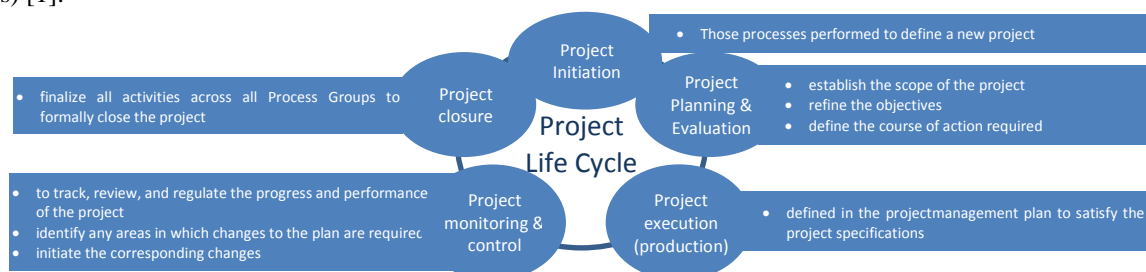 s) [1].
Project
Initiation
• Those processes performed to define a new project
Project
Planning &
Evaluation
• establish the scope of the project
• refine the objectives
• define the course of action required
Project
closure
• finalize all activities across all Process Groups to
formally close the project
Project
Life Cycle
• to track, review, and regulate the progress and performance
of the project
• identify any areas in which changes to the plan are required
• initiate the corresponding changes
Project
monitoring &
control
Project
execution
(production)
• defined in the projectmanagement plan to satisfy the
project specifications